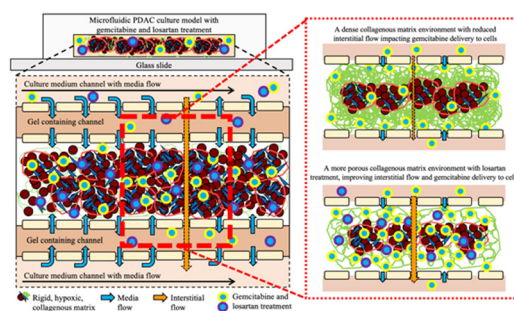 Microfluidic PDAC culture model with
gemcitabine and losartan treatment
Glass slide
Culture medium channel with media flow
Gel containing channel
Gel containing channel
Culture medium channel with media flow
Rigid, hypoxic,
collagenous matrix
Media
flow
Interstitial
flow
Gemcitabine and
losartan treatment
A dense collagenous matrix environment with reduced
interstitial flow impacting gemcitabine delivery to cells
A more porous collagenous matrix environment with losartan
treatment, improving interstitial flow and gemcitabine delivery to cel